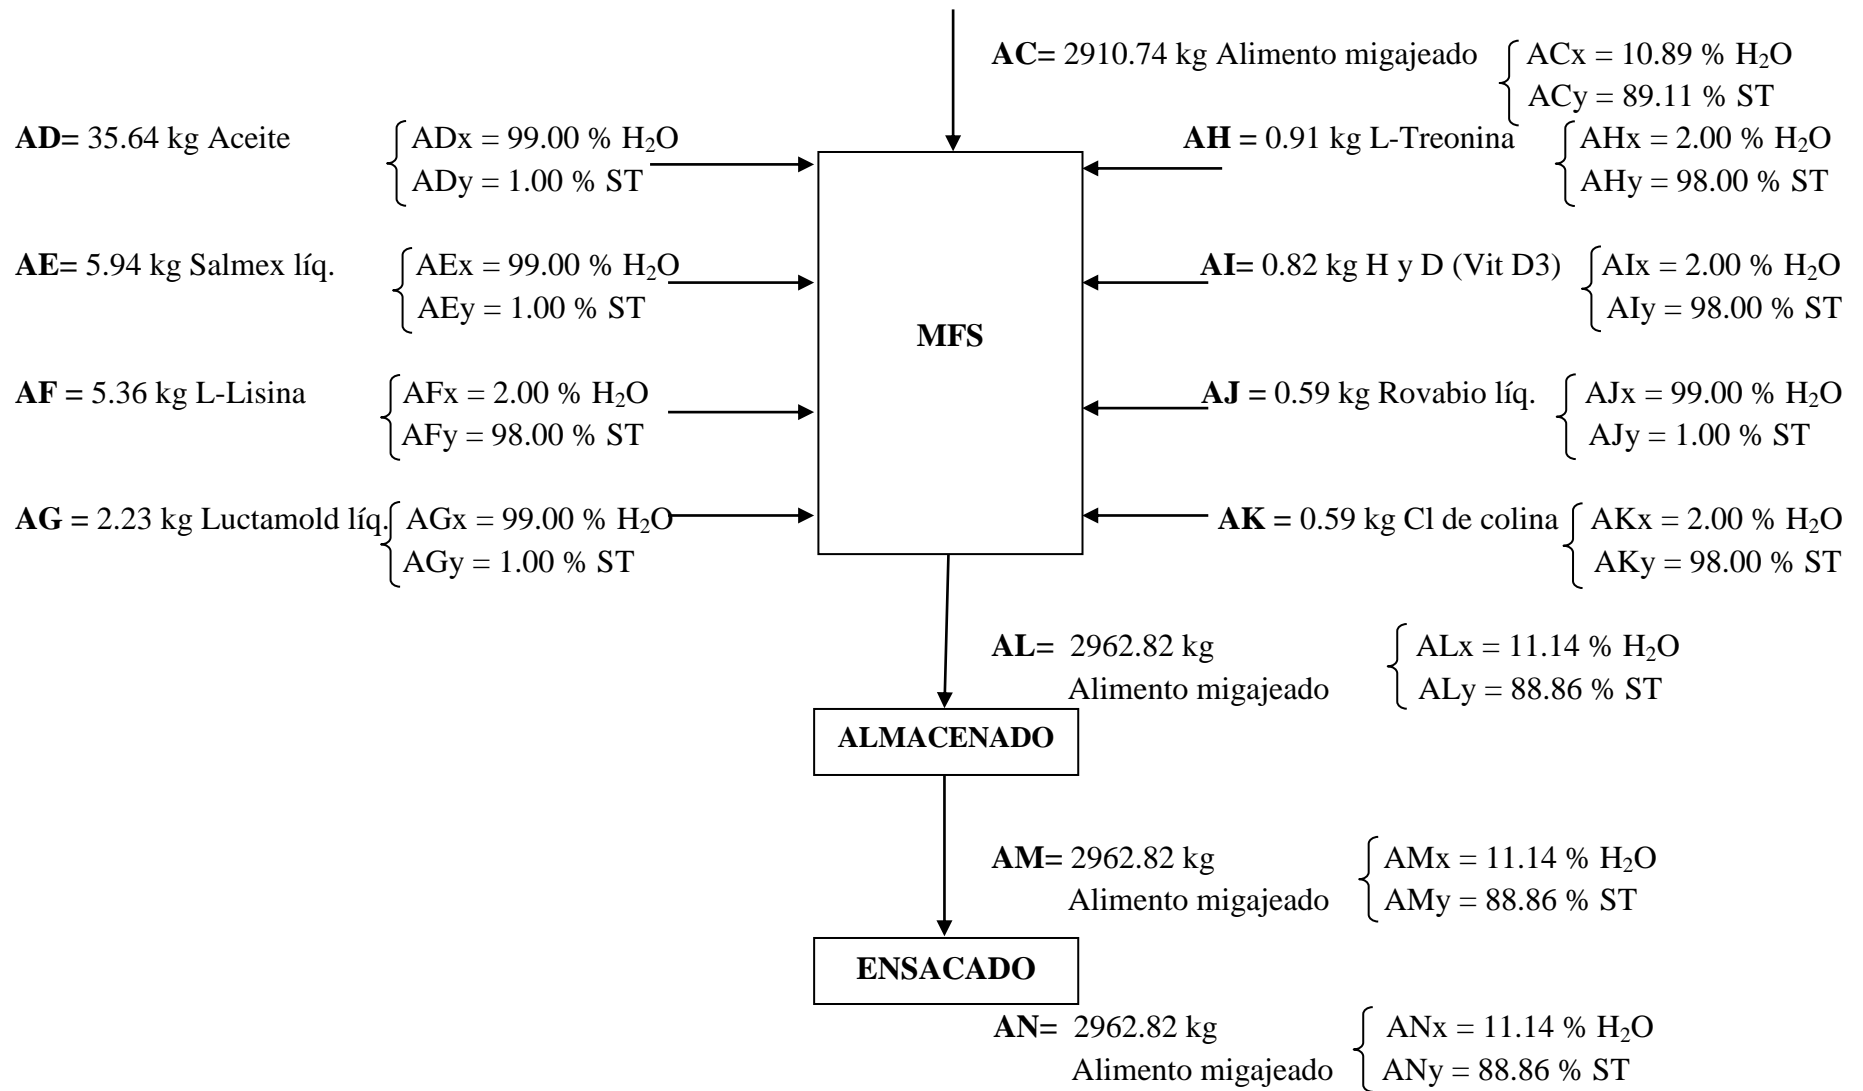 AC= 2910.74 kg Alimento migajeado
ACx = 10.89 % H₂O
ACy = 89.11 % ST
AD= 35.64 kg Aceite
ADx = 99.00 % H₂O
ADy = 1.00 % ST
AH = 0.91 kg L-Treonina
AHx = 2.00 % H₂O
AHy = 98.00 % ST
AE= 5.94 kg Salmex líq.
AEx = 99.00 % H₂O
AEy = 1.00 % ST
AI= 0.82 kg H y D (Vit D3)
AIx = 2.00 % H₂O
AIy = 98.00 % ST
MFS
AF = 5.36 kg L-Lisina
AFx = 2.00 % H₂O
AFy = 98.00 % ST
AJ = 0.59 kg Rovabio líq.
AJx = 99.00 % H₂O
AJy = 1.00 % ST
AG = 2.23 kg Luctamold líq.
AGx = 99.00 % H₂O
AGy = 1.00 % ST
AK = 0.59 kg Cl de colina
AKx = 2.00 % H₂O
AKy = 98.00 % ST
AL= 2962.82 kg
Alimento migajeado
ALx = 11.14 % H₂O
ALy = 88.86 % ST
ALMACENADO
AM= 2962.82 kg
Alimento migajeado
AMx = 11.14 % H₂O
AMy = 88.86 % ST
ENSACADO
AN= 2962.82 kg
Alimento migajeado
ANx = 11.14 % H₂O
ANy = 88.86 % ST